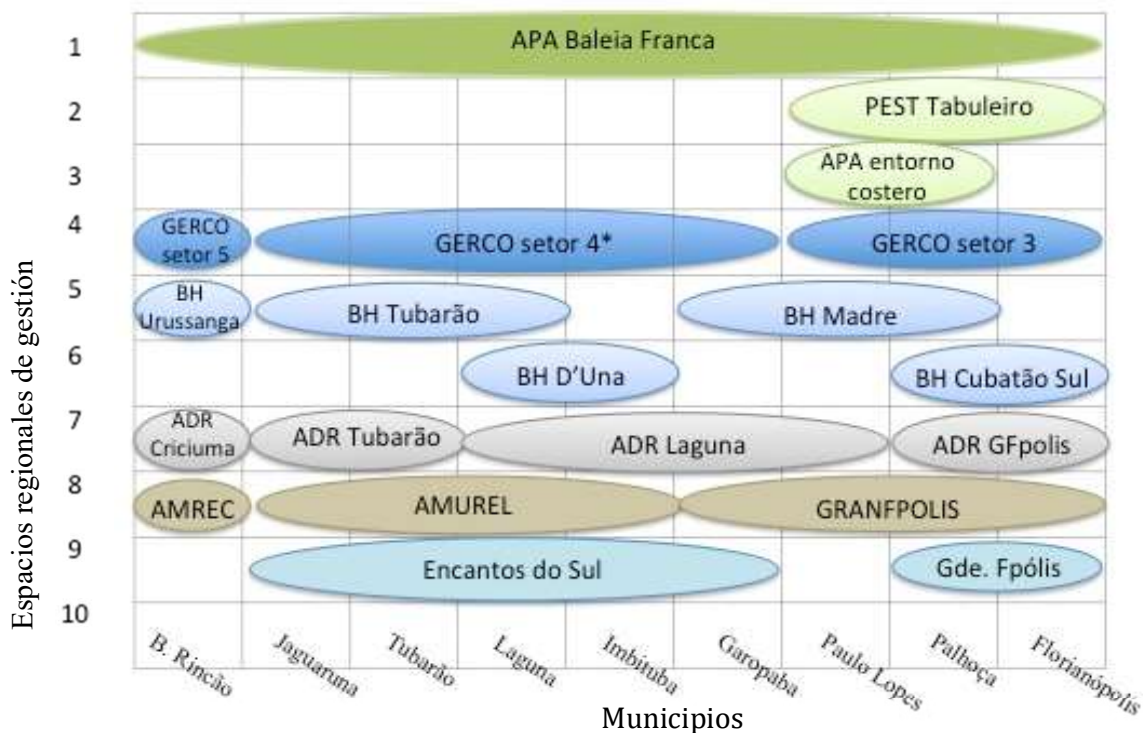 1
APA Baleia Franca
2
PEST Tabuleiro
3
APA entorno
costero
4
GERCO
setor 5
GERCO setor 4*
GERCO setor 3
5
BH
Urussanga
BH Tubarão
BH Madre
6
BH D'Una
BH Cubatão Sul
7
ADR
Criciuma
ADR Tubarão
ADR Laguna
ADR GFpolis
8
AMREC
AMUREL
GRANFPOLIS
9
Encantos do Sul
Gde. Fpólis
10
Espacios regionales de gestión
B. Rincão
Jaguaruna
Tubarão
Laguna
Imbituba
Garopaba
Paulo Lopes
Palhoça
Florianópolis
Municipios